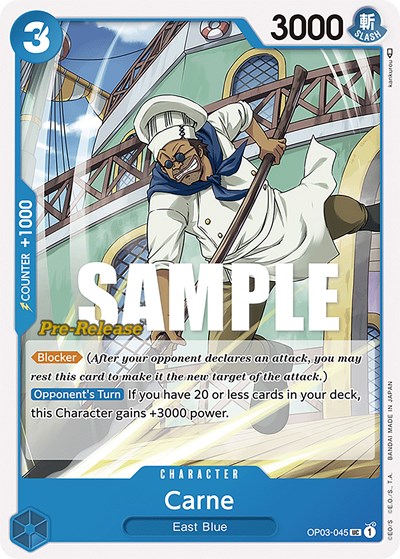 3
3000
斬
SLASH
kankurou
COUNTER +1000
SAMPLE
Pre-Release
Blocker (After your opponent declares an attack, you may
rest this card to make it the new target of the attack.)
Opponent's Turn If you have 20 or less cards in your deck,
this Character gains +3000 power.
CHARACTER
Carne
East Blue
OP03-045 UC 1
©E.O./S., T.A. BANDAI MADE IN JAPAN